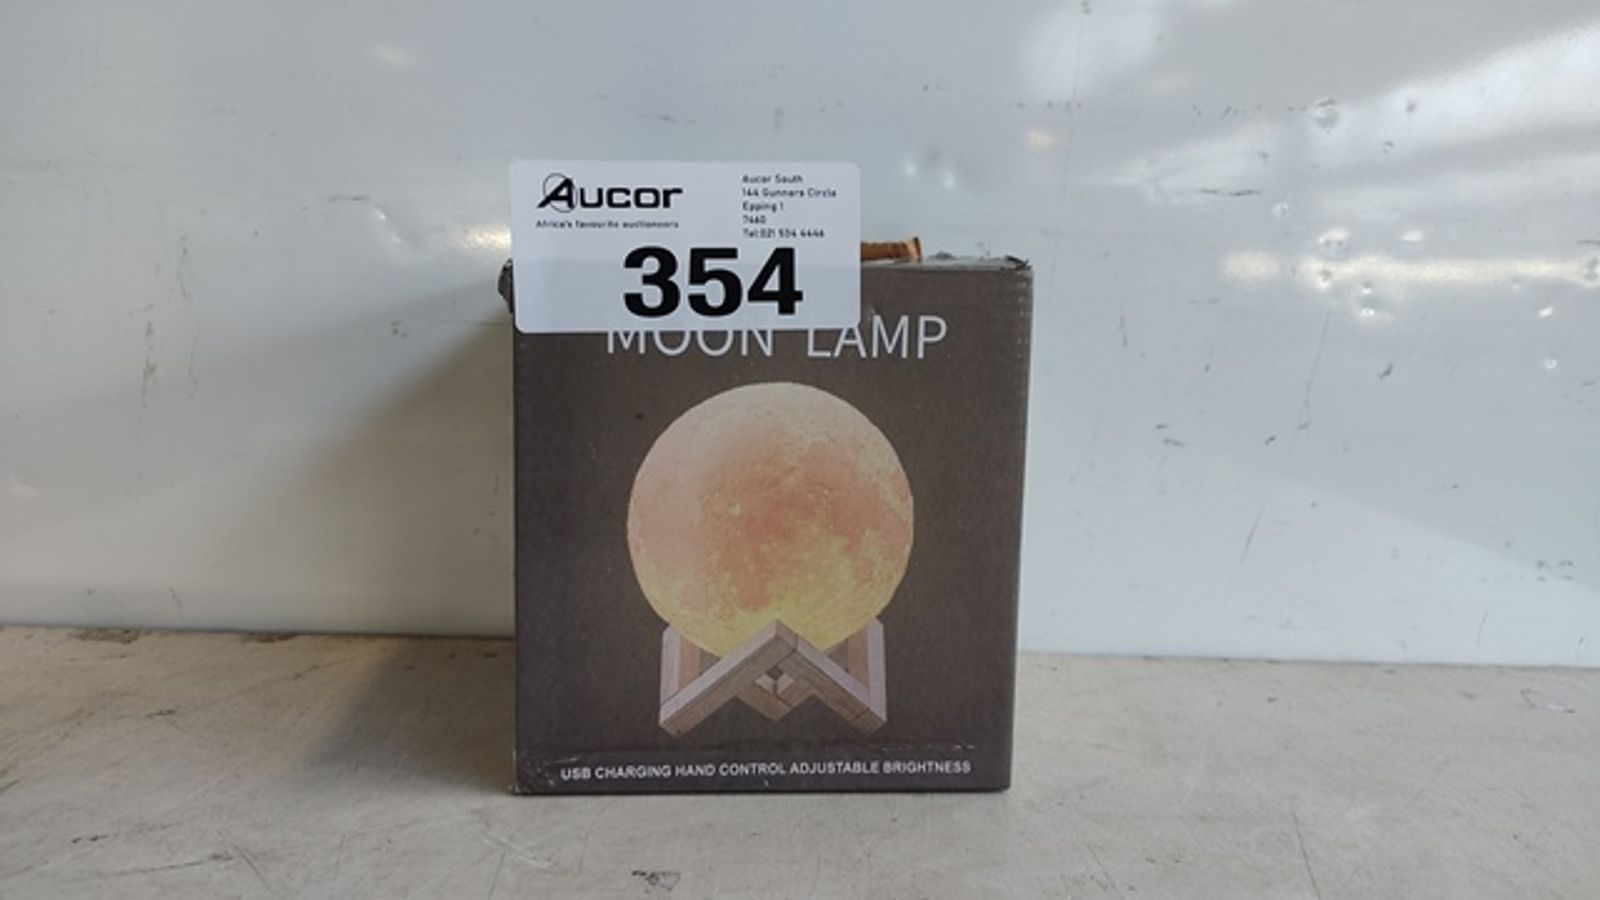 Aucor
Africa's favourite auctioneers
Aucor South
144 Gunners Circle
Epping 1
7460
Tel:021 534 4446
354
MOON LAMP
USB CHARGING HAND CONTROL ADJUSTABLE BRIGHTNESS